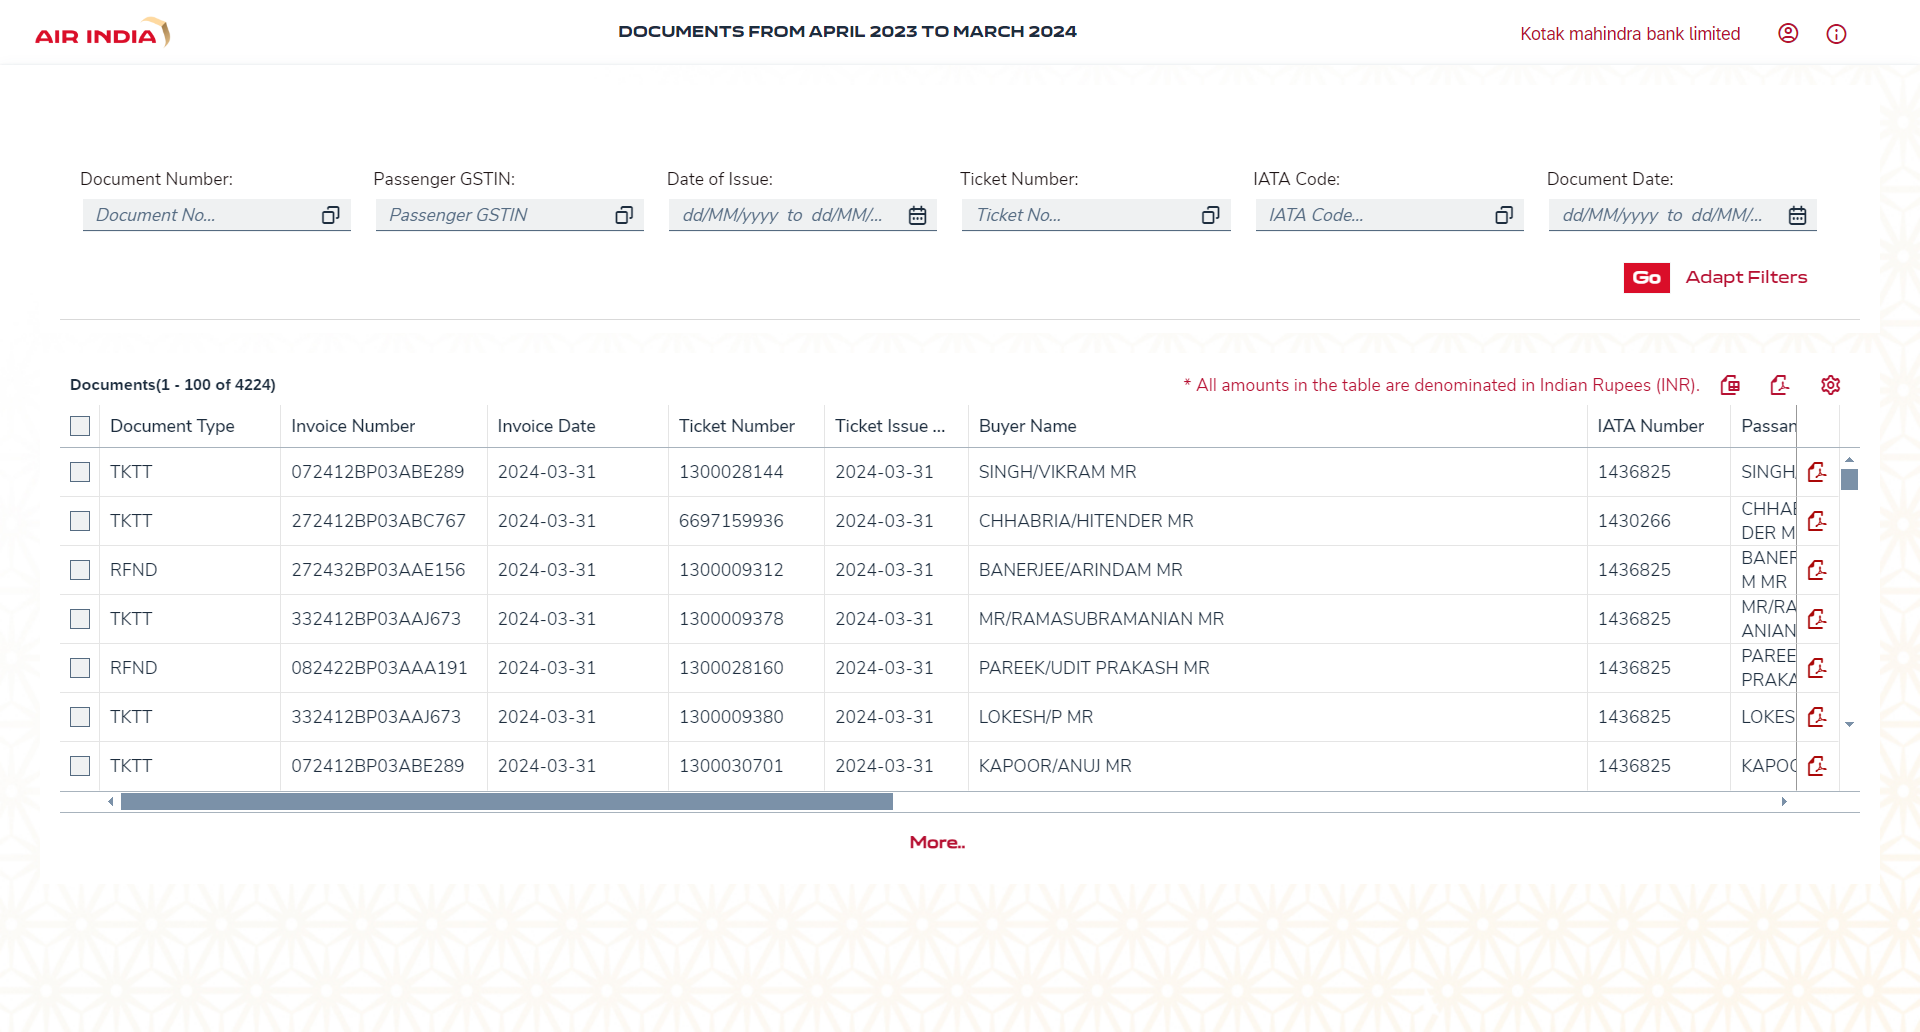 AIR INDIA
DOCUMENTS FROM APRIL 2023 TO MARCH 2024
Kotak mahindra bank limited
Document Number: Passenger GSTIN: Date of Issue: Ticket Number: IATA Code: Document Date:
Document No... Passenger GSTIN dd/MM/yyyy to dd/MM/... Ticket No... IATA Code... dd/MM/yyyy to dd/MM/...
Go Adapt Filters
Documents(1 - 100 of 4224) * All amounts in the table are denominated in Indian Rupees (INR).
Document Type Invoice Number Invoice Date Ticket Number Ticket Issue ... Buyer Name IATA Number Passan
TKTT 072412BP03ABE289 2024-03-31 1300028144 2024-03-31 SINGH/VIKRAM MR 1436825 SINGH/
TKTT 272412BP03ABC767 2024-03-31 6697159936 2024-03-31 CHHABRIA/HITENDER MR 1430266 CHHAB
DER M
RFND 272432BP03AAE156 2024-03-31 1300009312 2024-03-31 BANERJEE/ARINDAM MR 1436825 BANER
M MR
TKTT 332412BP03AAJ673 2024-03-31 1300009378 2024-03-31 MR/RAMASUBRAMANIAN MR 1436825 MR/RA
ANIAN
RFND 082422BP03AAA191 2024-03-31 1300028160 2024-03-31 PAREEK/UDIT PRAKASH MR 1436825 PAREE
PRAKA
TKTT 332412BP03AAJ673 2024-03-31 1300009380 2024-03-31 LOKESH/P MR 1436825 LOKES
TKTT 072412BP03ABE289 2024-03-31 1300030701 2024-03-31 KAPOOR/ANUJ MR 1436825 KAPOO
More..